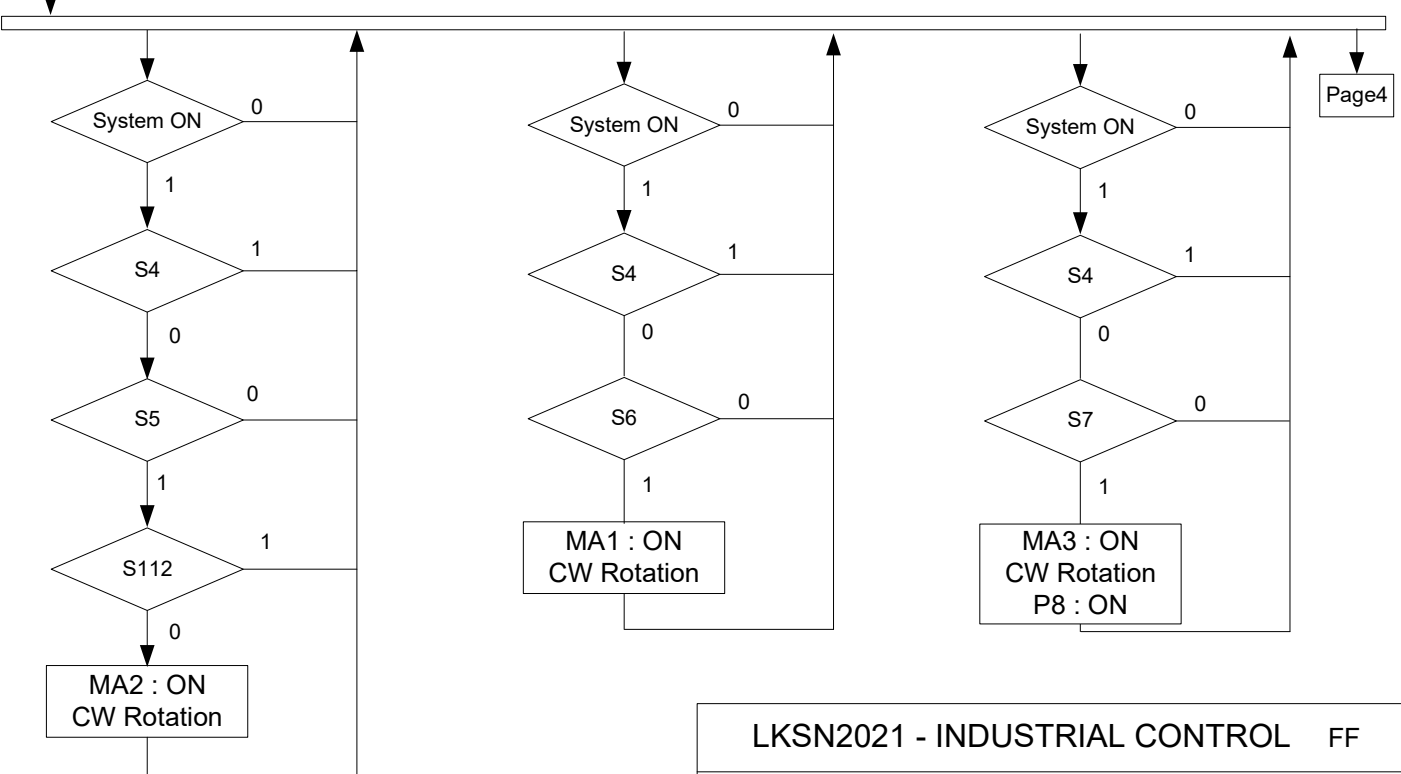 Page4
System ON
0
1
S4
1
0
S5
0
1
S112
1
0
MA2 : ON
CW Rotation
System ON
0
1
S4
1
0
S6
0
1
MA1 : ON
CW Rotation
System ON
0
1
S4
1
0
S7
0
1
MA3 : ON
CW Rotation
P8 : ON
LKSN2021 - INDUSTRIAL CONTROL FF